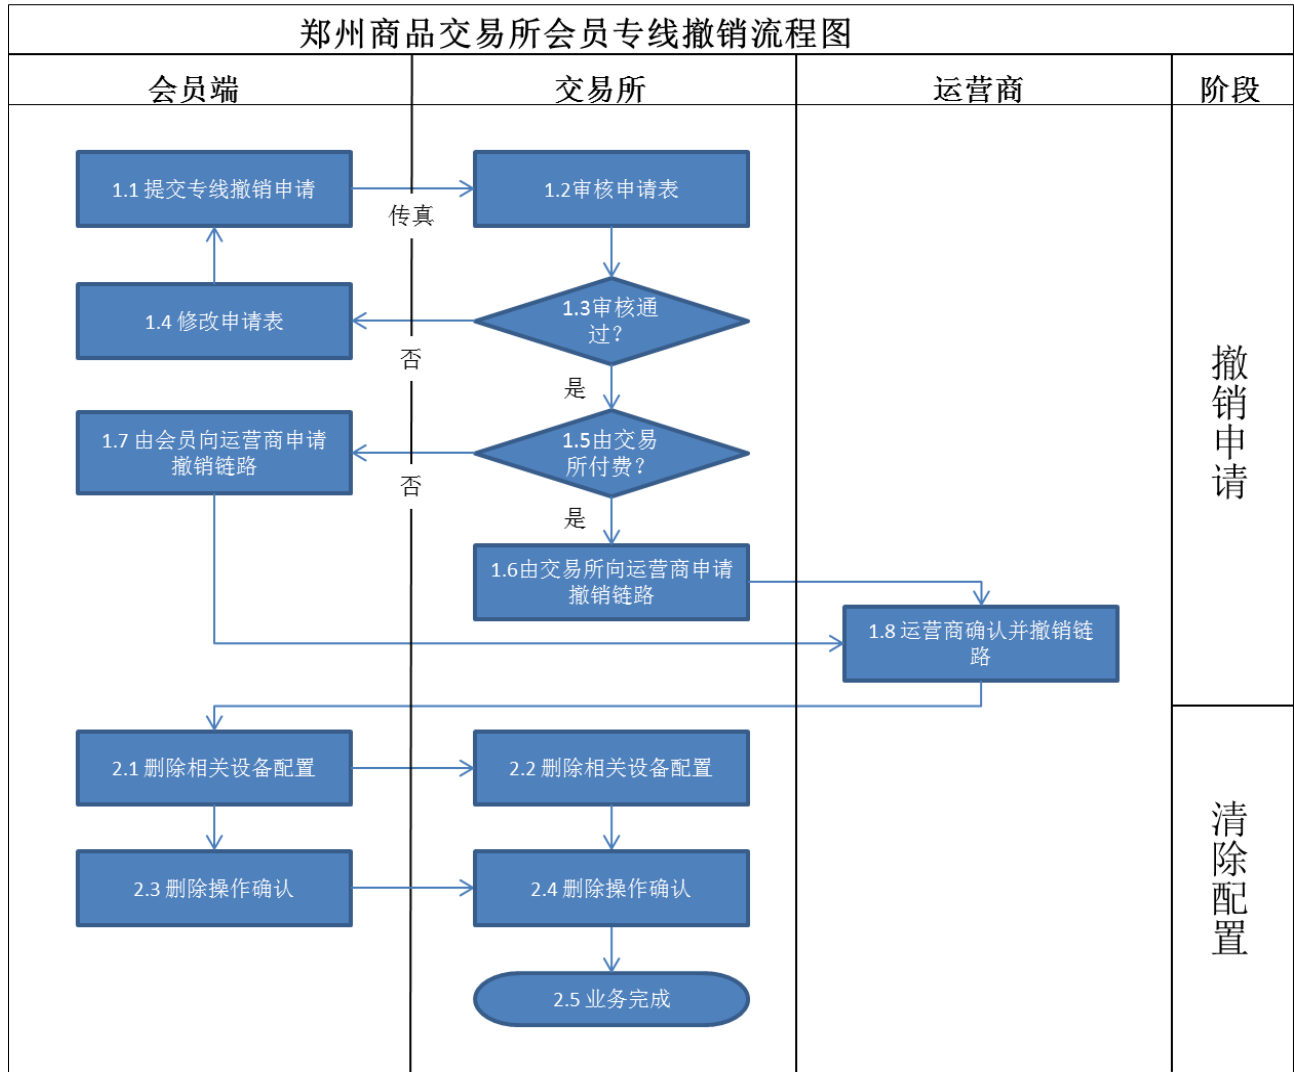 郑州商品交易所会员专线撤销流程图
会员端
交易所
运营商
阶段
1.1 提交专线撤销申请
传真
1.2审核申请表
1.3审核通
过？
否
1.4 修改申请表
是
1.5由交易
所付费？
否
1.7 由会员向运营商申请
撤销链路
是
1.6由交易所向运营商申请
撤销链路
1.8 运营商确认并撤销链
路
撤销申请
2.1 删除相关设备配置
2.2 删除相关设备配置
2.3 删除操作确认
2.4 删除操作确认
2.5 业务完成
清除配置